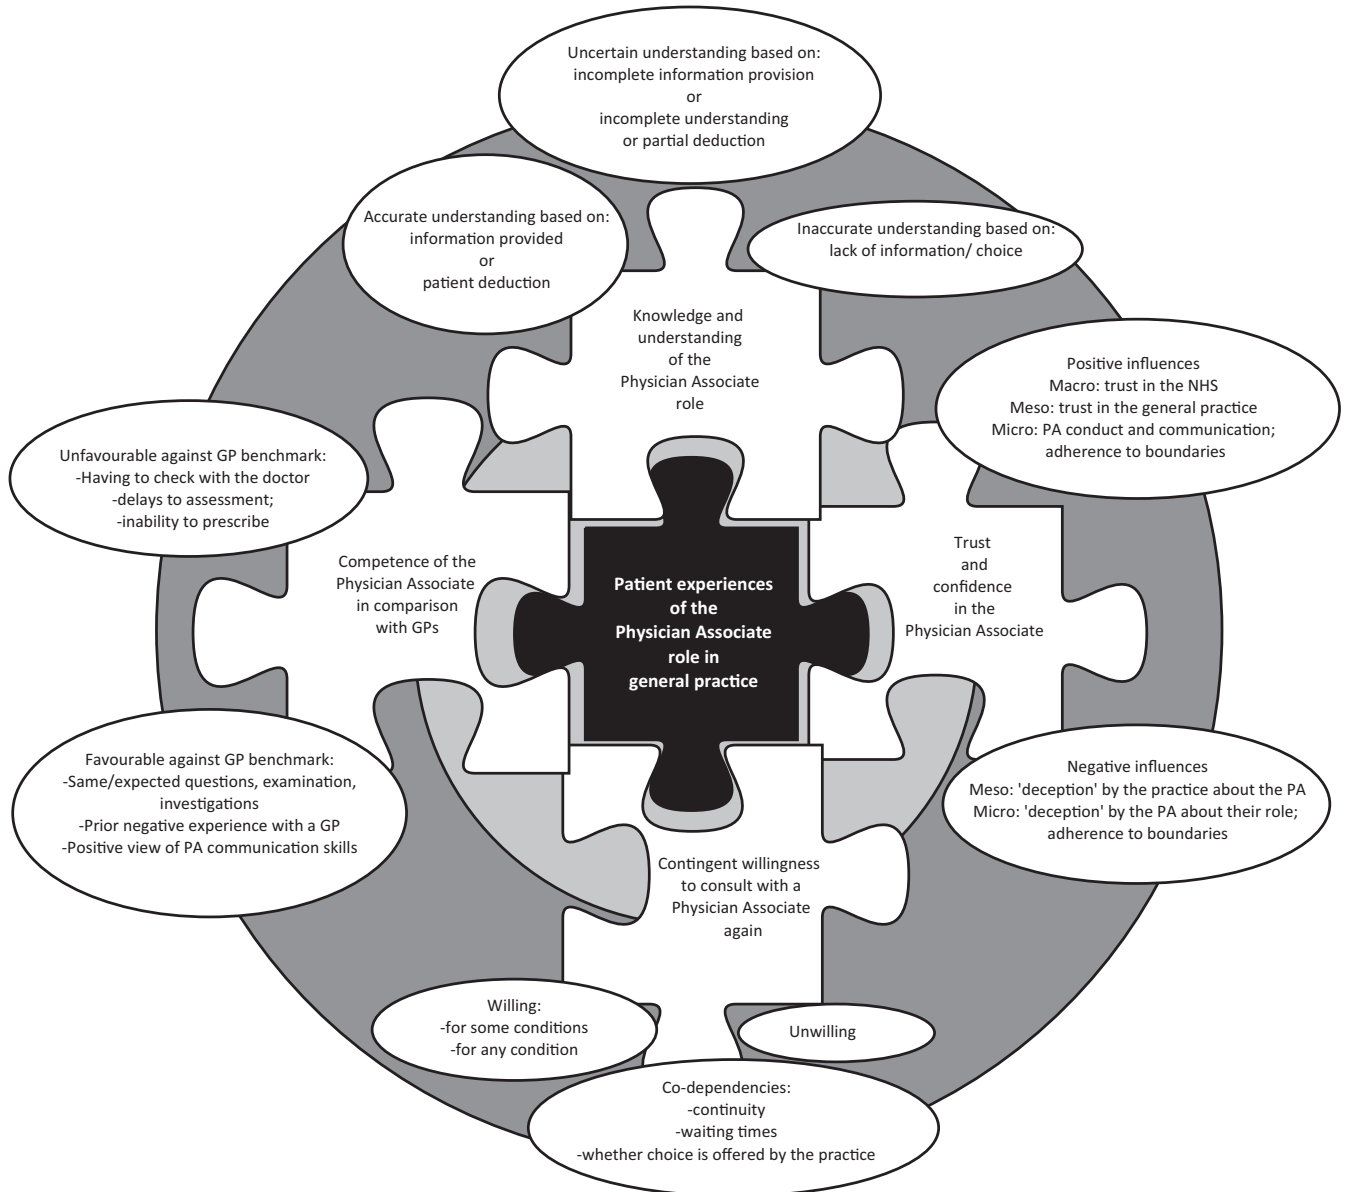 Uncertain understanding based on:
incomplete information provision
or
incomplete understanding
or partial deduction
Accurate understanding based on:
information provided
or
patient deduction
Inaccurate understanding based on:
lack of information/ choice
Knowledge and
understanding
of the
Physician Associate
role
Positive influences
Macro: trust in the NHS
Meso: trust in the general practice
Micro: PA conduct and communication;
adherence to boundaries
Unfavourable against GP benchmark:
-Having to check with the doctor
-delays to assessment;
-inability to prescribe
Competence of the
Physician Associate
in comparison
with GPs
Patient experiences
of the
Physician Associate
role in
general practice
Trust
and
confidence
in the
Physician Associate
Favourable against GP benchmark:
-Same/expected questions, examination,
investigations
-Prior negative experience with a GP
-Positive view of PA communication skills
Negative influences
Meso: 'deception' by the practice about the PA
Micro: 'deception' by the PA about their role;
adherence to boundaries
Contingent willingness
to consult with a
Physician Associate
again
Willing:
-for some conditions
-for any condition
Unwilling
Co-dependencies:
-continuity
-waiting times
-whether choice is offered by the practice